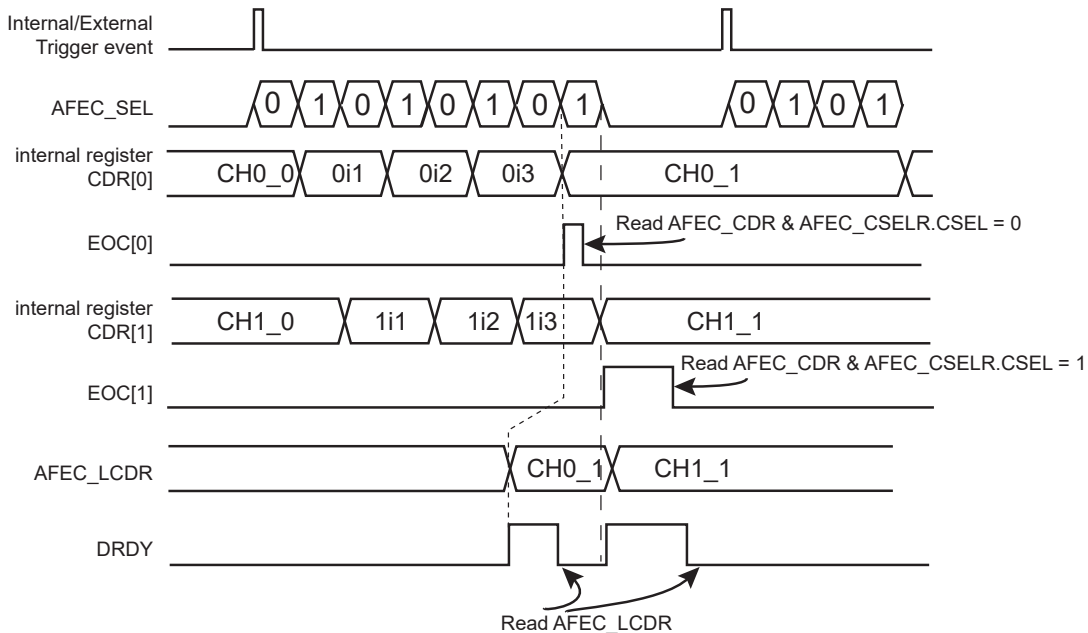 Internal/External
Trigger event
AFEC_SEL
0 1 0 1 0 1 0 1 0 1 0 1
internal register
CDR[0]
CH0_0 0i1 0i2 0i3 CH0_1
Read AFEC_CDR & AFEC_CSELR.CSEL = 0
EOC[0]
internal register
CDR[1]
CH1_0 1i1 1i2 1i3 CH1_1
Read AFEC_CDR & AFEC_CSELR.CSEL = 1
EOC[1]
AFEC_LCDR
CH0_1 CH1_1
DRDY
Read AFEC_LCDR